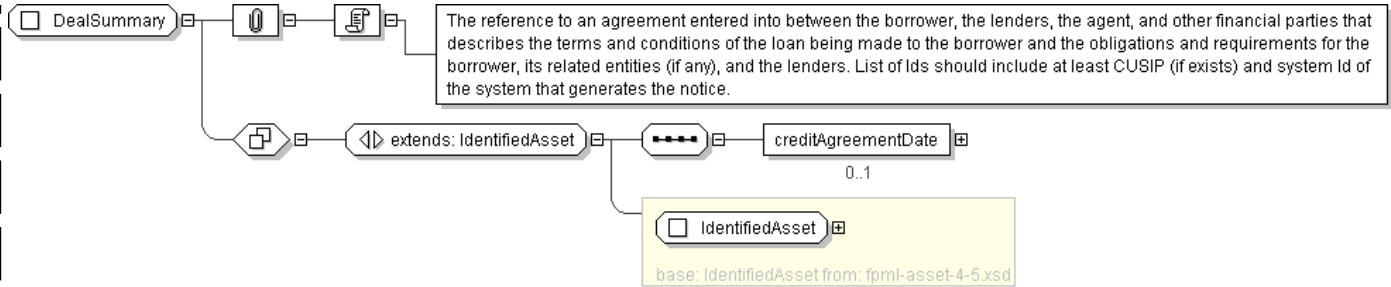 DealSummary
The reference to an agreement entered into between the borrower, the lenders, the agent, and other financial parties that
describes the terms and conditions of the loan being made to the borrower and the obligations and requirements for the
borrower, its related entities (if any), and the lenders. List of Ids should include at least CUSIP (if exists) and system Id of
the system that generates the notice.
extends: IdentifiedAsset
creditAgreementDate
0..1
IdentifiedAsset
base: IdentifiedAsset from: fpml-asset-4-5.xsd